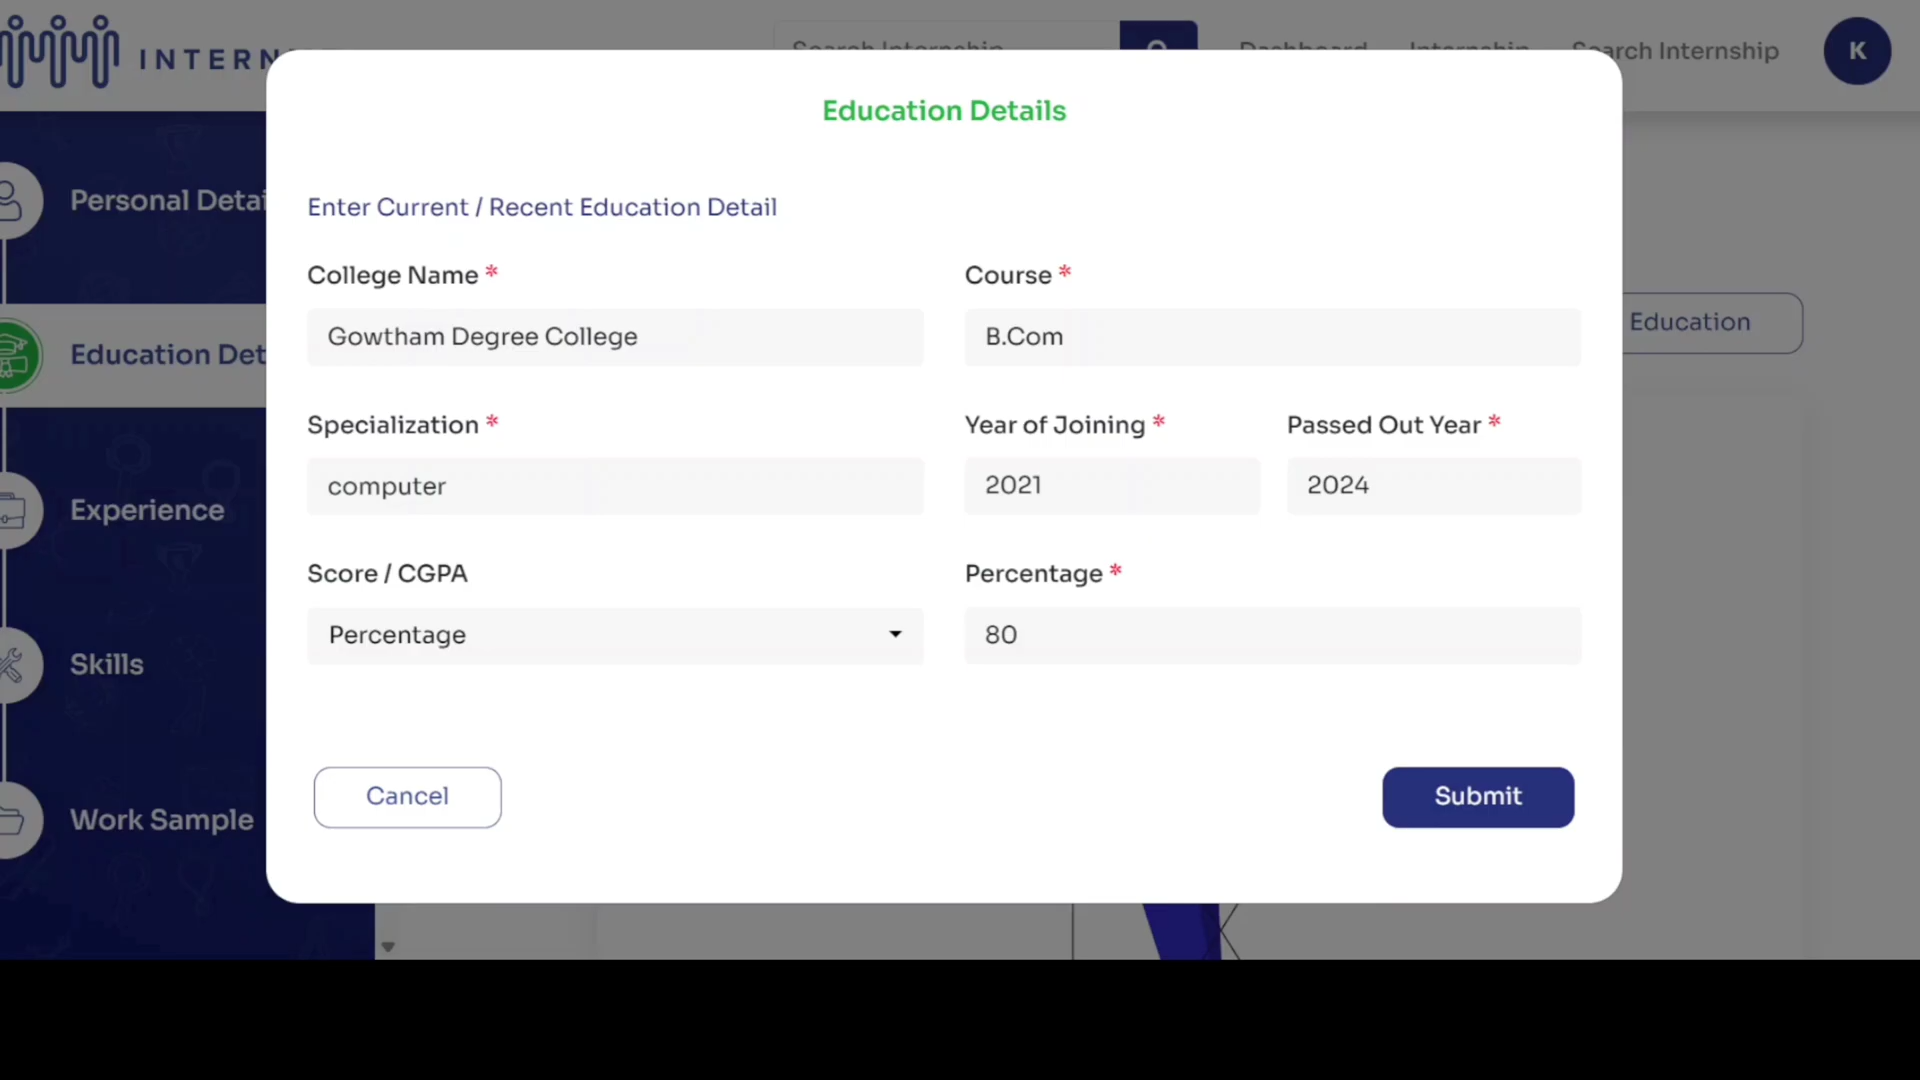 INTERN
Dashboard Internship Search Internship K
Education Details
Personal Detai
Enter Current / Recent Education Detail
College Name * Course *
Gowtham Degree College B.Com
Education
Education Det
Specialization * Year of Joining * Passed Out Year *
computer 2021 2024
Experience
Score / CGPA Percentage *
Percentage 80
Skills
Cancel Submit
Work Sample